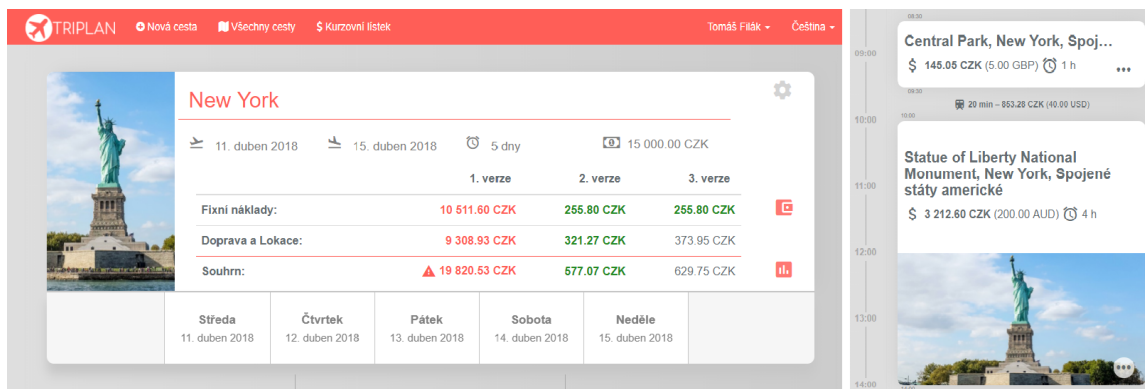 TRIPLAN Nová cesta Všechny cesty $ Kurzovní lístek Tomáš Filák Čeština
New York
11. duben 2018 15. duben 2018 5 dny 15 000.00 CZK
1. verze 2. verze 3. verze
Fixní náklady: 10 511.60 CZK 255.80 CZK 255.80 CZK
Doprava a Lokace: 9 308.93 CZK 321.27 CZK 373.95 CZK
Souhrn: 19 820.53 CZK 577.07 CZK 629.75 CZK
Středa Čtvrtek Pátek Sobota Neděle
11. duben 2018 12. duben 2018 13. duben 2018 14. duben 2018 15. duben 2018
08:30
Central Park, New York, Spoj...
09:00
$ 145.05 CZK (5.00 GBP) 1 h
09:30
20 min – 853.28 CZK (40.00 USD)
10:00
10:00
Statue of Liberty National
Monument, New York, Spojené
11:00
státy americké
$ 3 212.60 CZK (200.00 AUD) 4 h
12:00
13:00
14:00